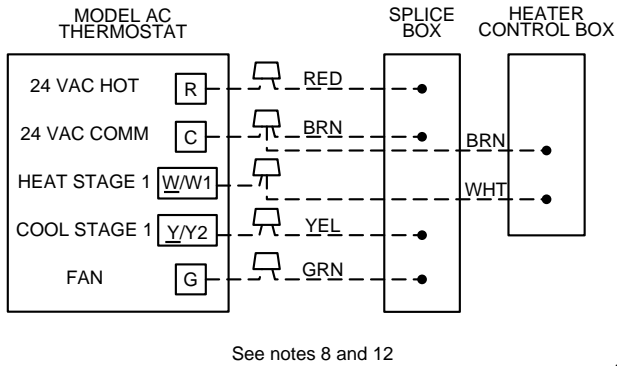 MODEL AC
THERMOSTAT
SPLICE
BOX
HEATER
CONTROL BOX
24 VAC HOT R RED
24 VAC COMM C BRN
BRN
HEAT STAGE 1 W/W1
WHT
COOL STAGE 1 Y/Y2 YEL
FAN G GRN
See notes 8 and 12